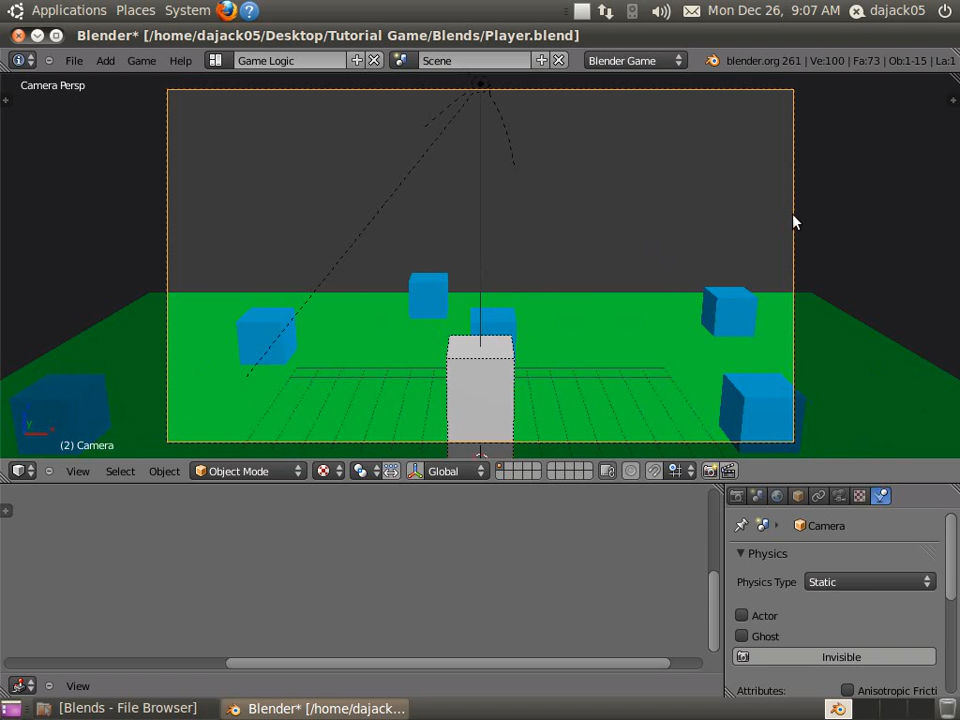 Applications Places System Mon Dec 26, 9:07 AM dajack05
Blender* [/home/dajack05/Desktop/Tutorial Game/Blends/Player.blend]
File Add Game Help Game Logic Scene Blender Game blender.org 261 | Ve:100 | Fa:73 | Ob:1-15 | La:1
Camera Persp
y
(2) Camera
View Select Object Object Mode Global
Camera
Physics
Physics Type Static
Actor
Ghost
Invisible
Attributes: Anisotropic Fricti
View
[Blends - File Browser] Blender* [/home/dajack...